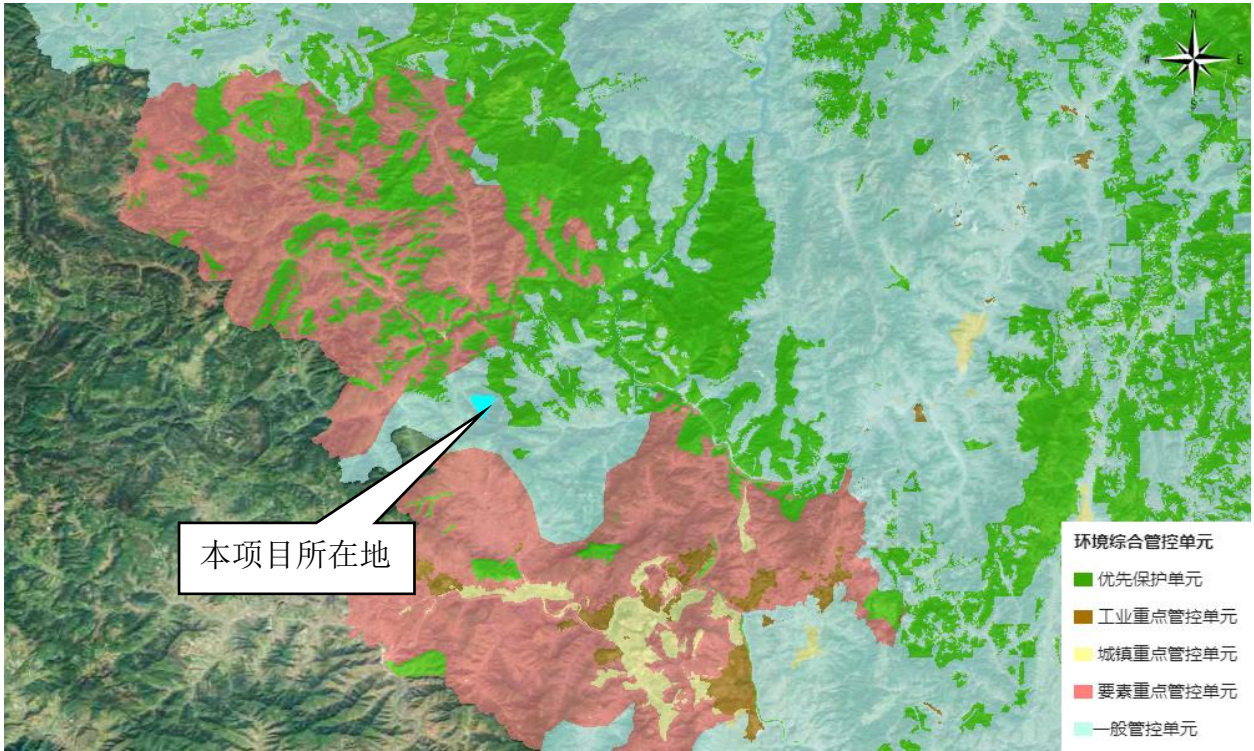 N
W
E
S
本项目所在地
环境综合管控单元
优先保护单元
工业重点管控单元
城镇重点管控单元
要素重点管控单元
一般管控单元